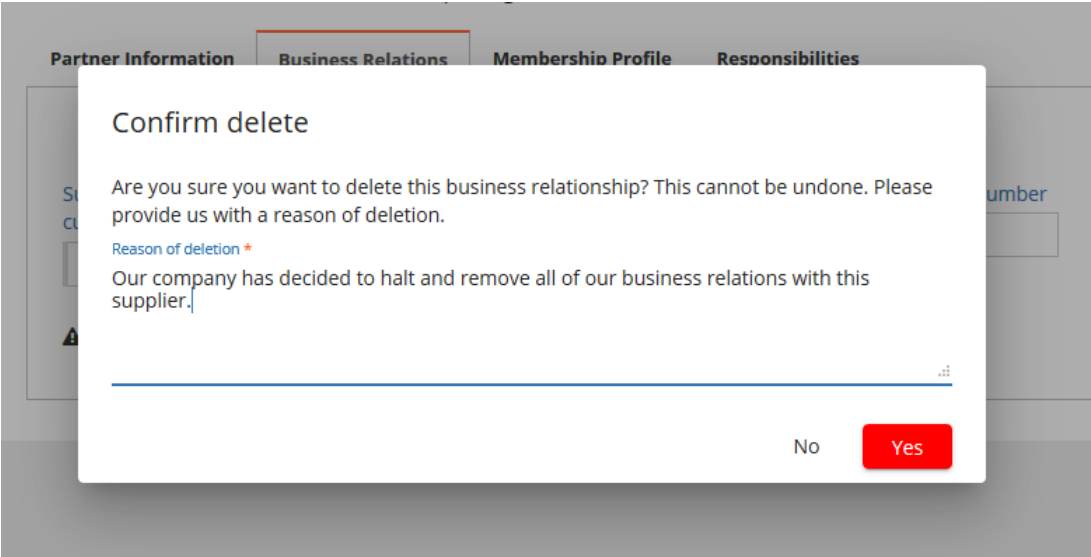 Partner Information Business Relations Membership Profile Responsibilities
Confirm delete
Are you sure you want to delete this business relationship? This cannot be undone. Please
provide us with a reason of deletion.
Reason of deletion *
Our company has decided to halt and remove all of our business relations with this
supplier.
No Yes